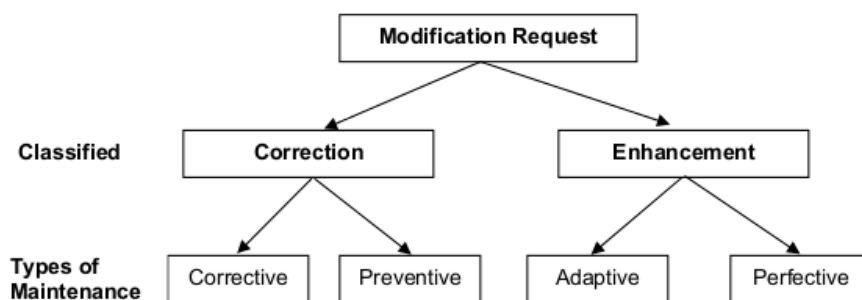 Modification Request
Classified
Correction
Enhancement
Types of
Maintenance
Corrective
Preventive
Adaptive
Perfective